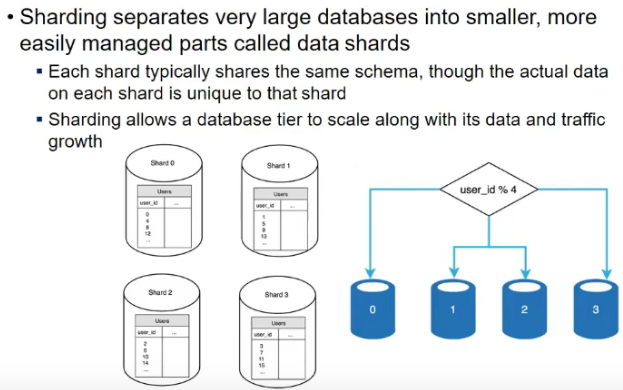 • Sharding separates very large databases into smaller, more
easily managed parts called data shards
▪ Each shard typically shares the same schema, though the actual data
on each shard is unique to that shard
▪ Sharding allows a database tier to scale along with its data and traffic
growth
Shard 0
Users
user_id ...
0
4
8
12
...
Shard 1
Users
user_id ...
1
5
9
13
...
Shard 2
Users
user_id ...
2
6
10
14
...
Shard 3
Users
user_id ...
3
7
11
15
...
user_id % 4
0
1
2
3